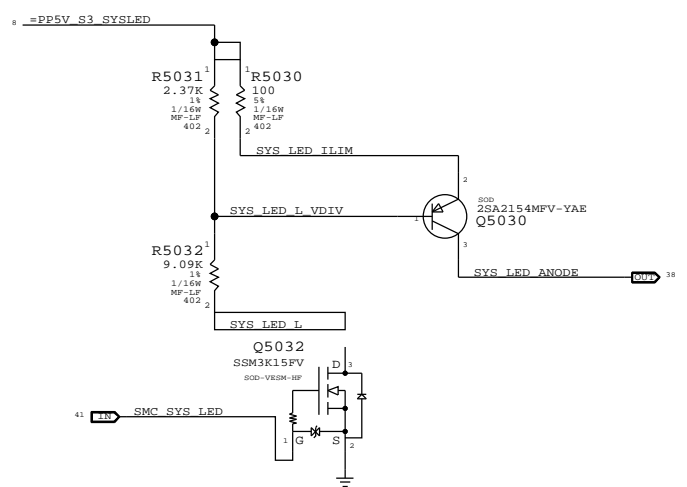 8 =PP5V_S3_SYSLED
1 1
R5031 R5030
2.37K 100
1% 5%
1/16W 1/16W
MF-LF MF-LF
402 402
2 2
SYS_LED_ILIM
2
SOD
2SA2154MFV-YAE
Q5030
SYS_LED_L_VDIV 1
3
1
R5032
9.09K
1%
1/16W
MF-LF
402
2
SYS_LED_ANODE OUT 38
SYS_LED_L
Q5032
SSM3K15FV
SOD-VESM-HF
D 3
41 IN SMC_SYS_LED
1 G S 2